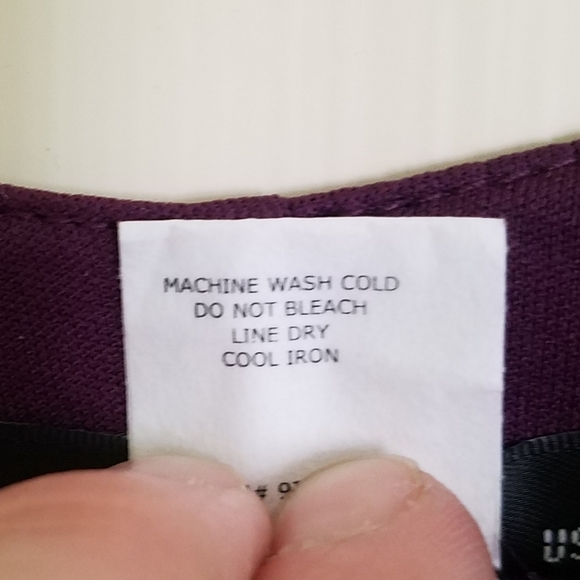 MACHINE WASH COLD
DO NOT BLEACH
LINE DRY
COOL IRON